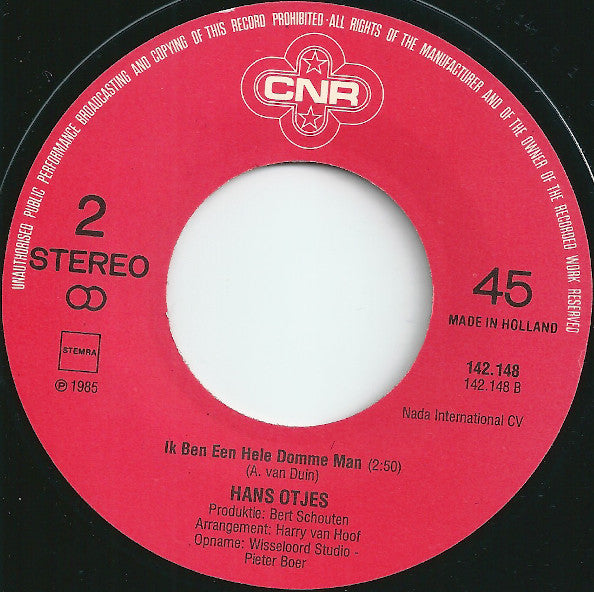 UNAUTHORISED PUBLIC PERFORMANCE BROADCASTING AND COPYING OF THIS RECORD PROHIBITED-ALL RIGHTS OF THE MANUFACTURER AND OF THE OWNER OF THE RECORDED WORK RESERVED
CNR
2
STEREO
45
MADE IN HOLLAND
STEMRA
℗ 1985
142.148
142.148 B
Nada International CV
Ik Ben Een Hele Domme Man (2:50)
(A. van Duin)
HANS OTJES
Produktie: Bert Schouten
Arrangement: Harry van Hoof
Opname: Wisseloord Studio -
Pieter Boer